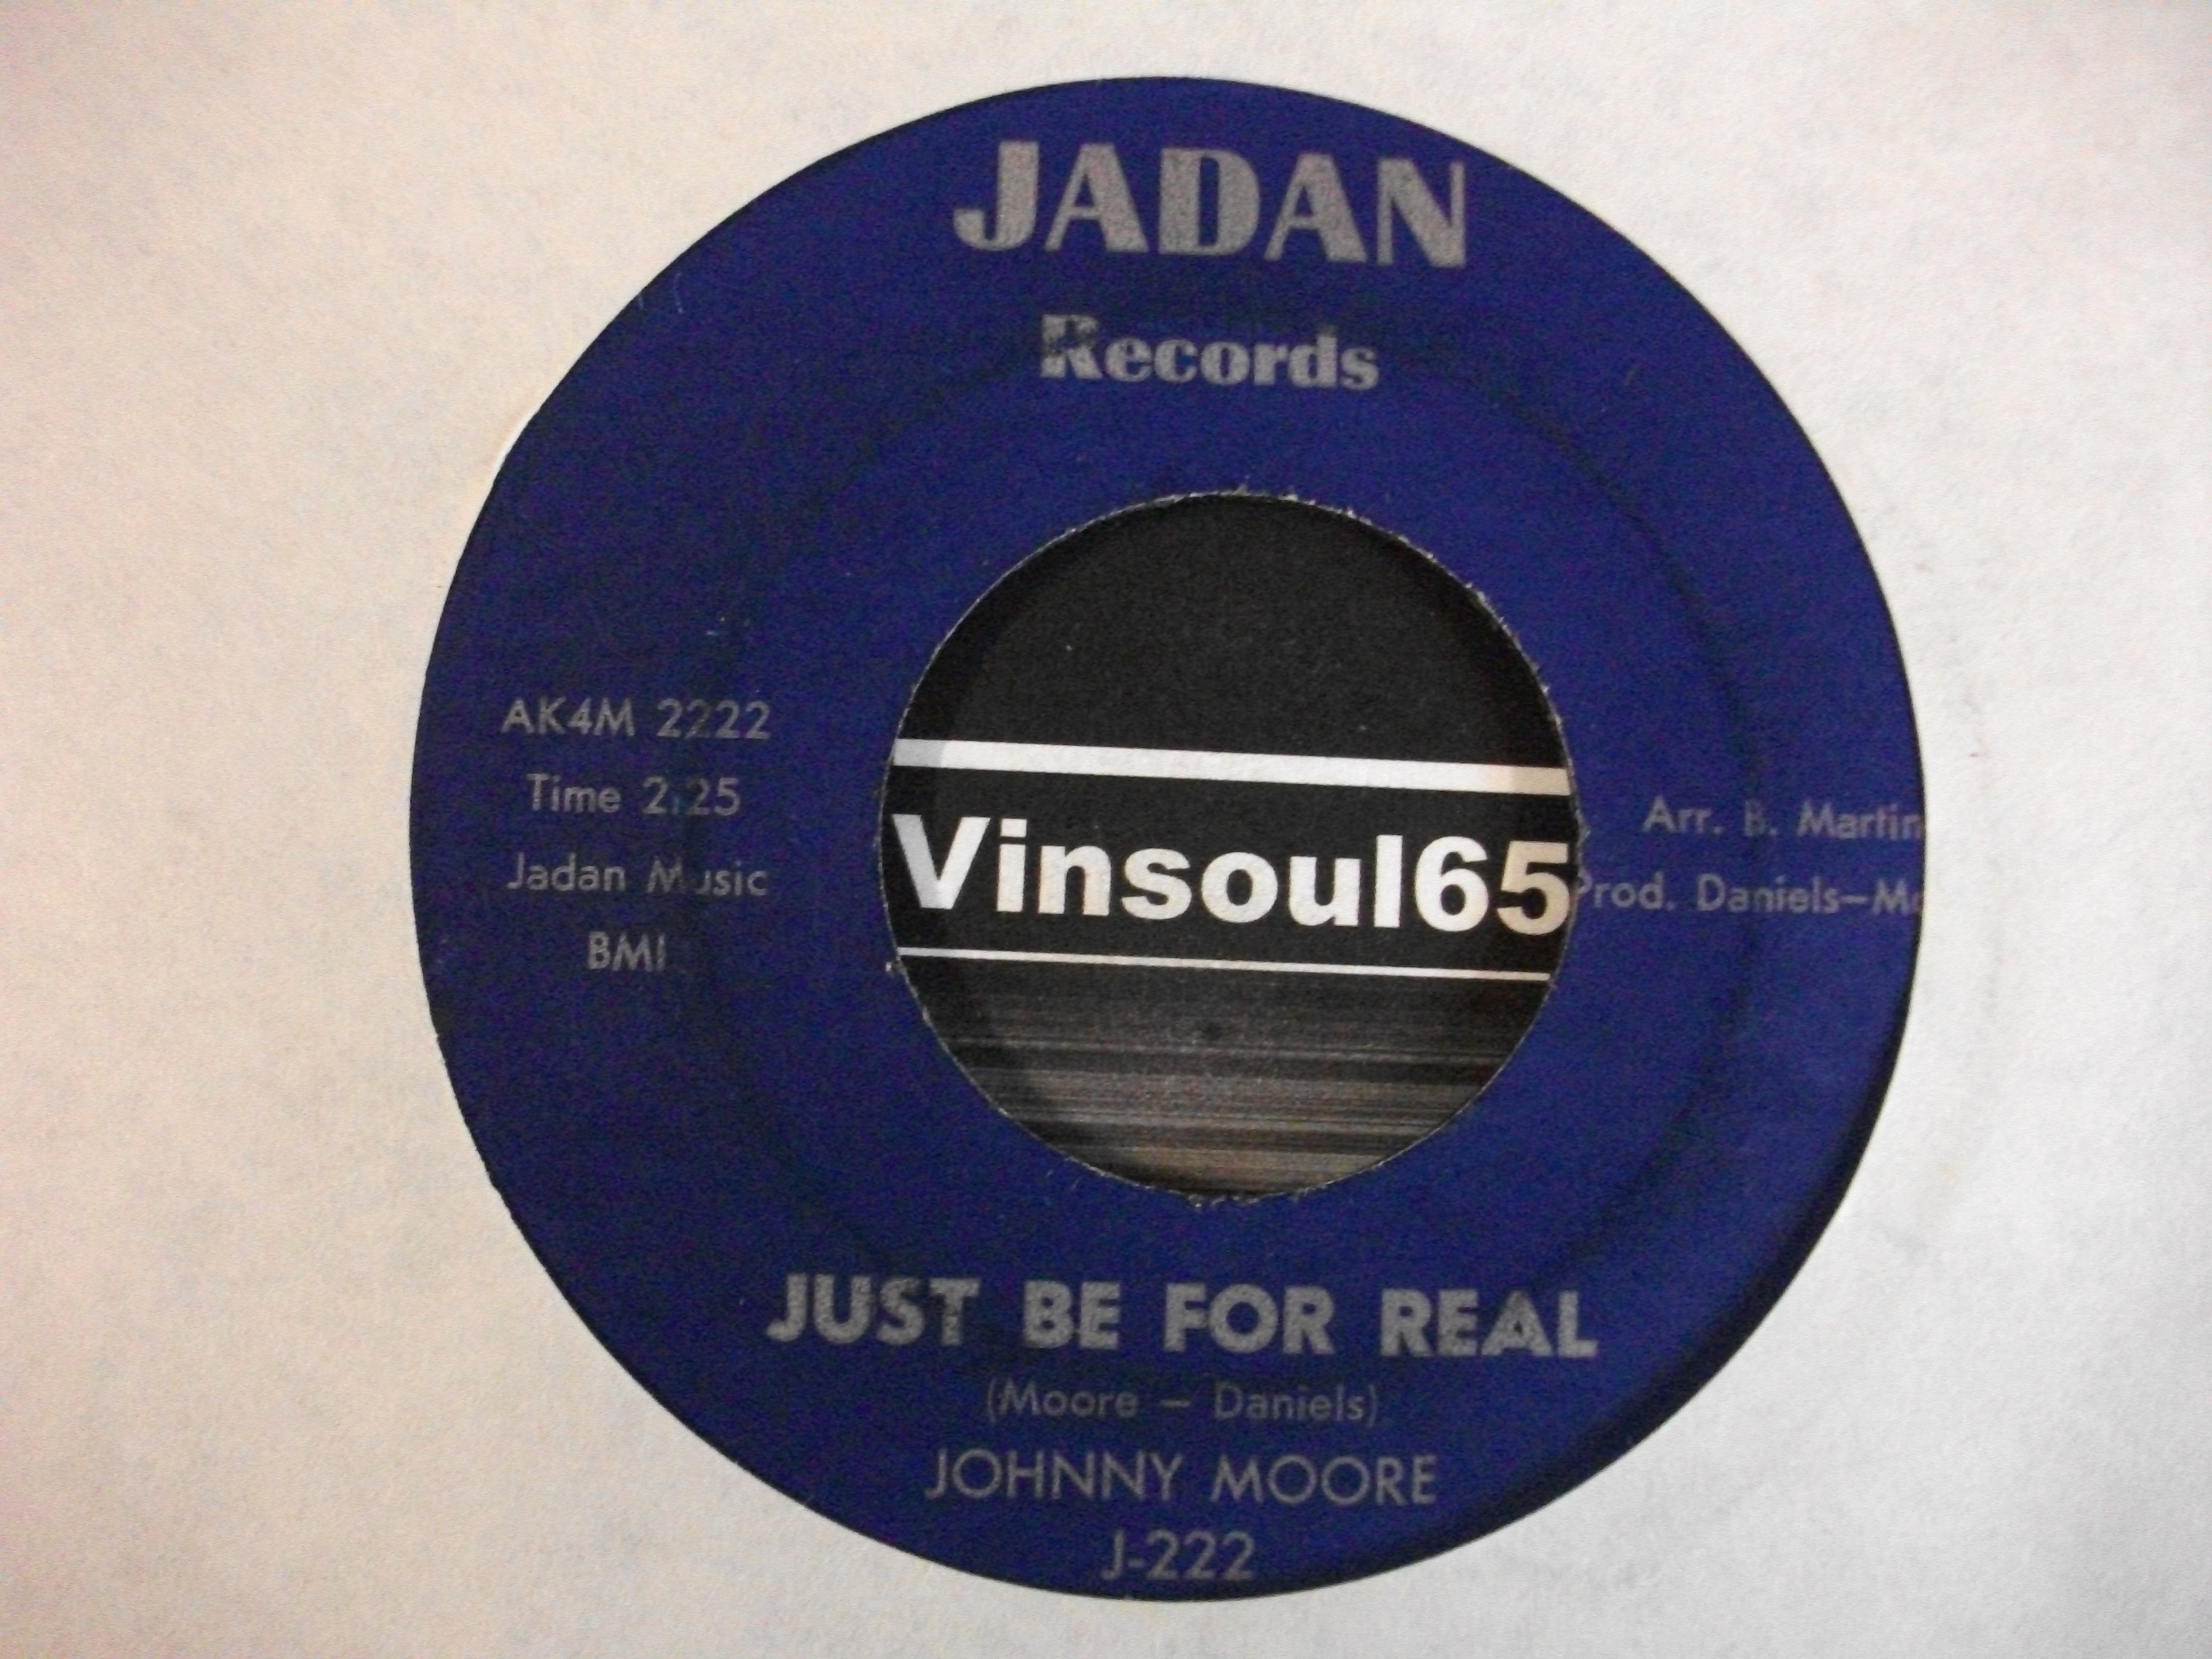 JADAN
Records
AK4M 2222
Time 2:25
Jadan Music
BMI
Vinsoul65
Arr. B. Martin
Prod. Daniels-
JUST BE FOR REAL
(Moore - Daniels)
JOHNNY MOORE
J-222